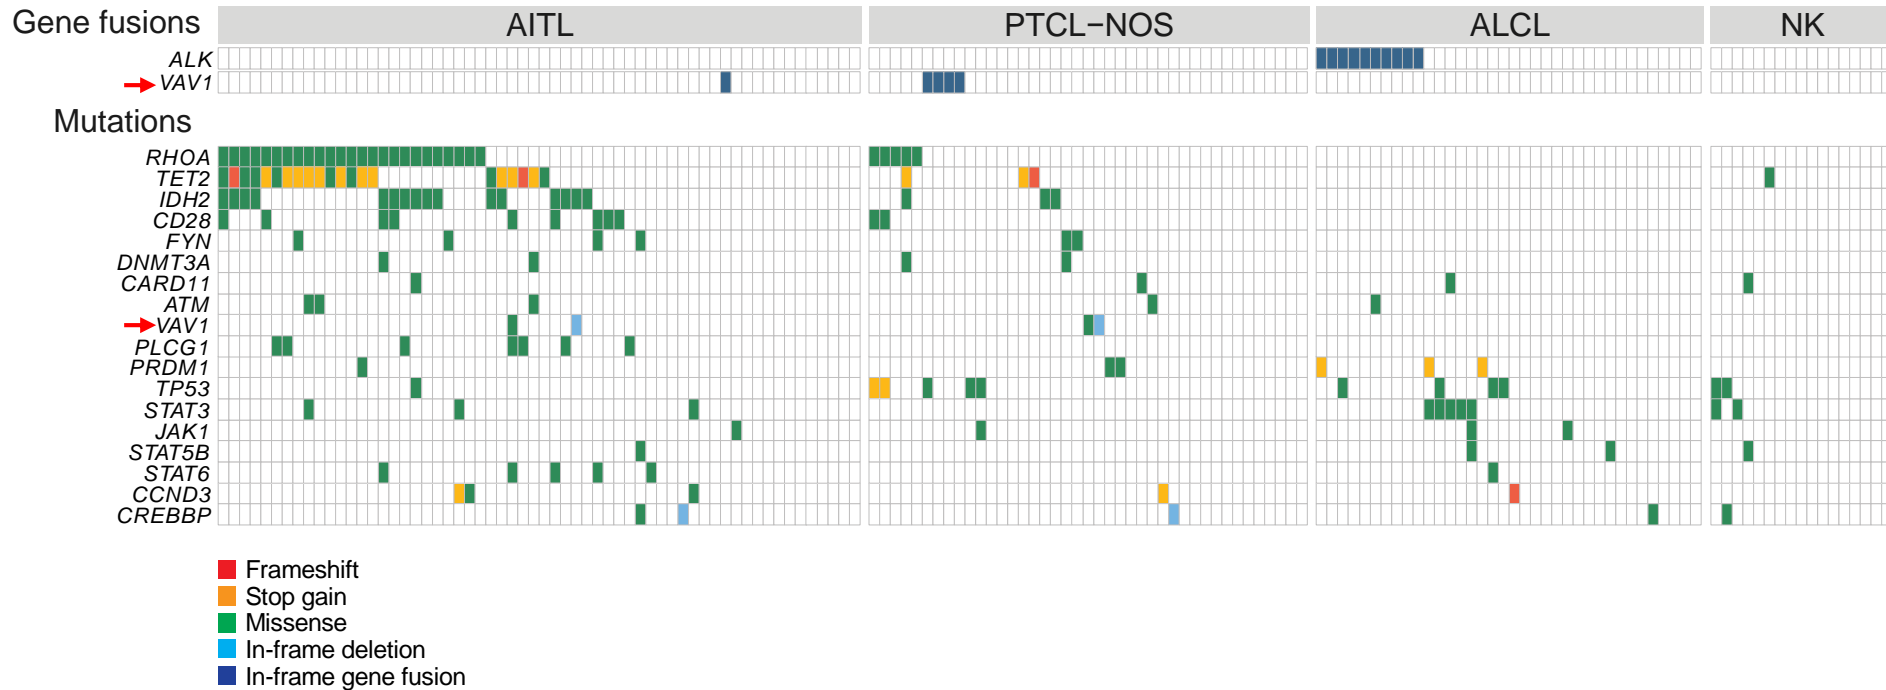 Gene fusions AITL PTCL−NOS ALCL NK
ALK
VAV1
Mutations
RHOA
TET2
IDH2
CD28
FYN
DNMT3A
CARD11
ATM
VAV1
PLCG1
PRDM1
TP53
STAT3
JAK1
STAT5B
STAT6
CCND3
CREBBP
Frameshift
Stop gain
Missense
In-frame deletion
In-frame gene fusion